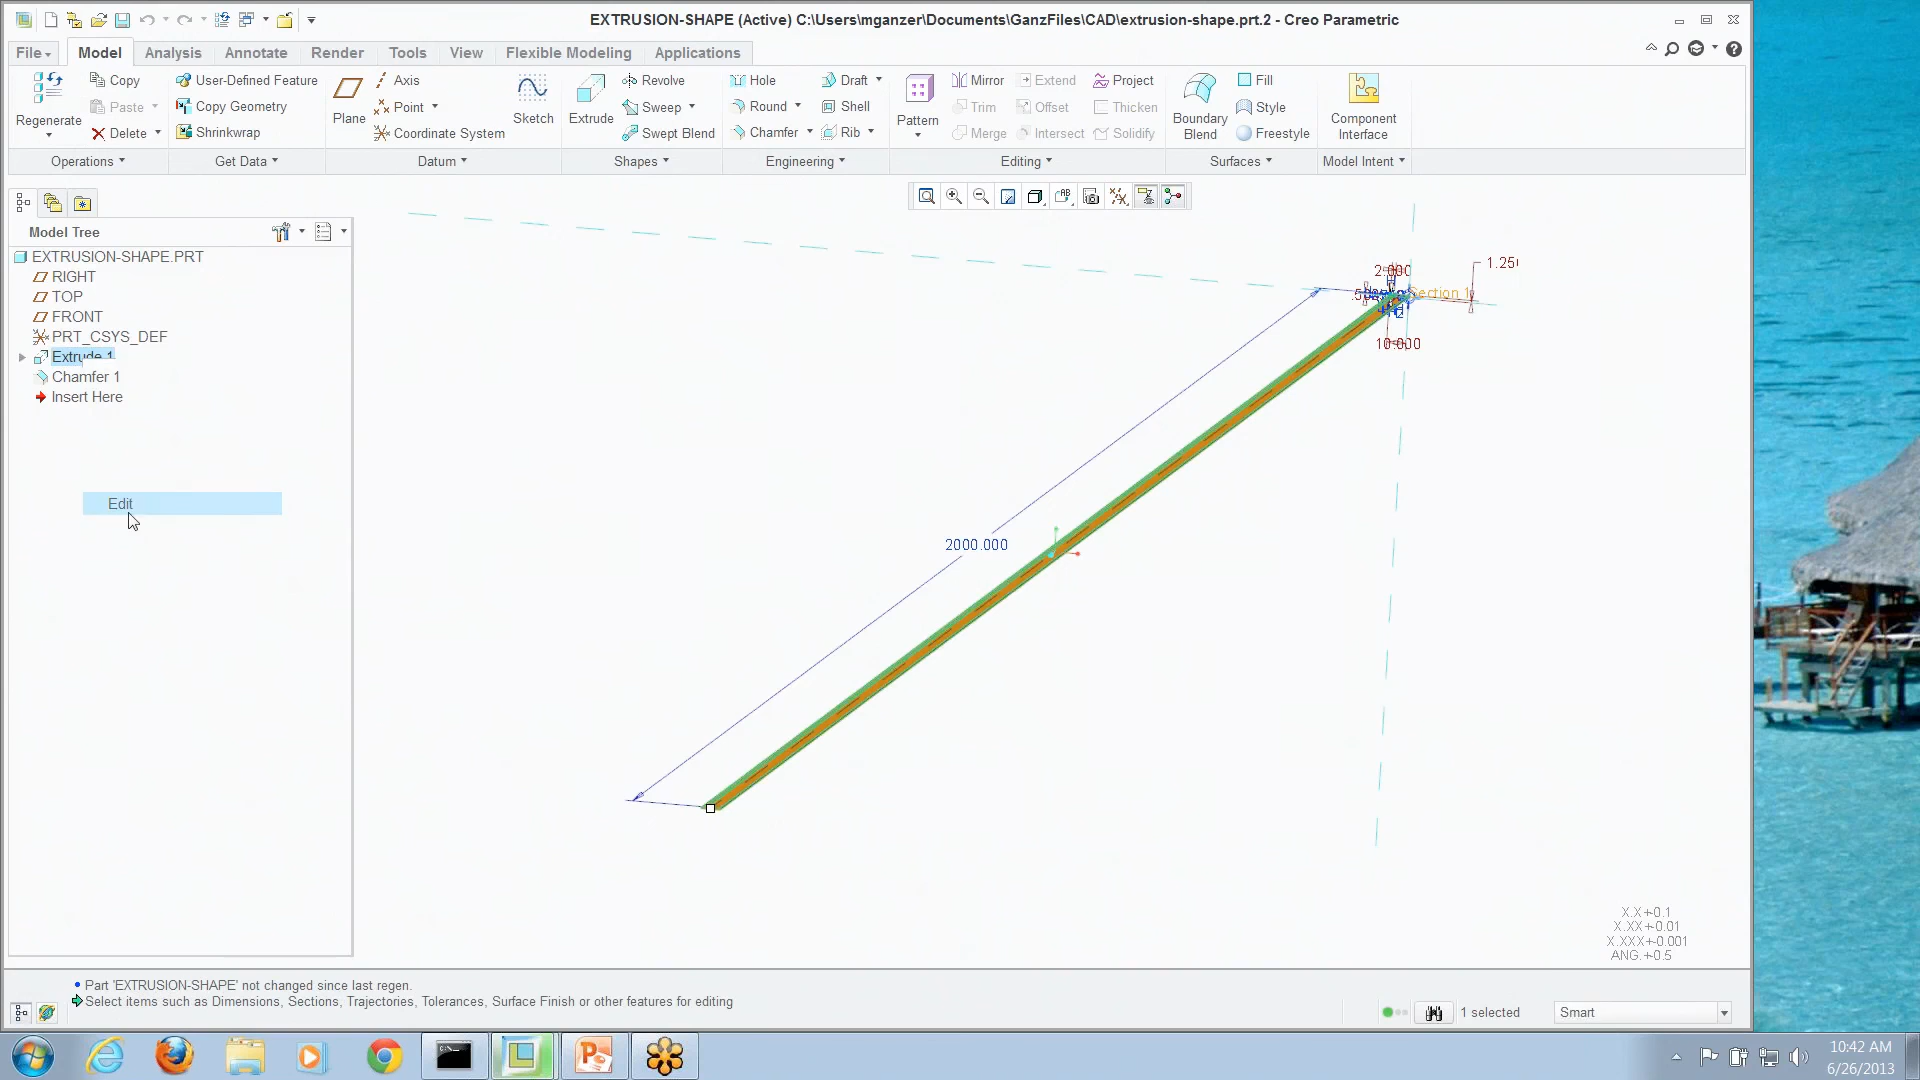 EXTRUSION-SHAPE (Active) C:\Users\mganzer\Documents\GanzFiles\CAD\extrusion-shape.prt.2 - Creo Parametric
File Model Analysis Annotate Render Tools View Flexible Modeling Applications
Copy User-Defined Feature Axis Revolve Hole Draft Mirror Extend Project Fill
Paste Copy Geometry Point Sweep Round Shell Trim Offset Thicken Style
Regenerate Plane Sketch Extrude Pattern Boundary Blend Component Interface
Delete Shrinkwrap Coordinate System Swept Blend Chamfer Rib Merge Intersect Solidify Freestyle
Operations Get Data Datum Shapes Engineering Editing Surfaces Model Intent
Model Tree
EXTRUSION-SHAPE.PRT
RIGHT
TOP
FRONT
PRT_CSYS_DEF
Extrude 1
Chamfer 1
Insert Here
Edit
2.000
1.25
Section 1
10.000
2000.000
X.X+-0.1
X.XX+-0.01
X.XXX+-0.001
ANG.+-0.5
Part 'EXTRUSION-SHAPE' not changed since last regen.
Select items such as Dimensions, Sections, Trajectories, Tolerances, Surface Finish or other features for editing
1 selected
Smart
10:42 AM
6/26/2013